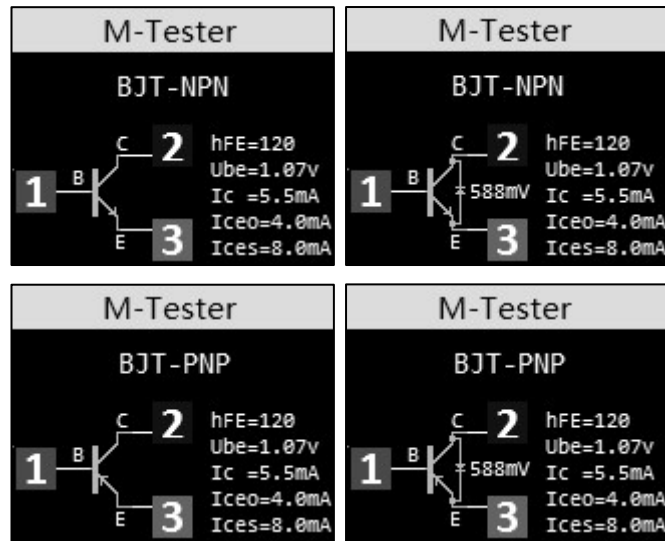 M-Tester
BJT-NPN
C 2 hFE=120
Ube=1.07v
1 B Ic =5.5mA
Iceo=4.0mA
E 3 Ices=8.0mA
M-Tester
BJT-NPN
C 2 hFE=120
Ube=1.07v
1 B 588mV Ic =5.5mA
Iceo=4.0mA
E 3 Ices=8.0mA
M-Tester
BJT-PNP
C 2 hFE=120
Ube=1.07v
1 B Ic =5.5mA
Iceo=4.0mA
E 3 Ices=8.0mA
M-Tester
BJT-PNP
C 2 hFE=120
Ube=1.07v
1 B 588mV Ic =5.5mA
Iceo=4.0mA
E 3 Ices=8.0mA